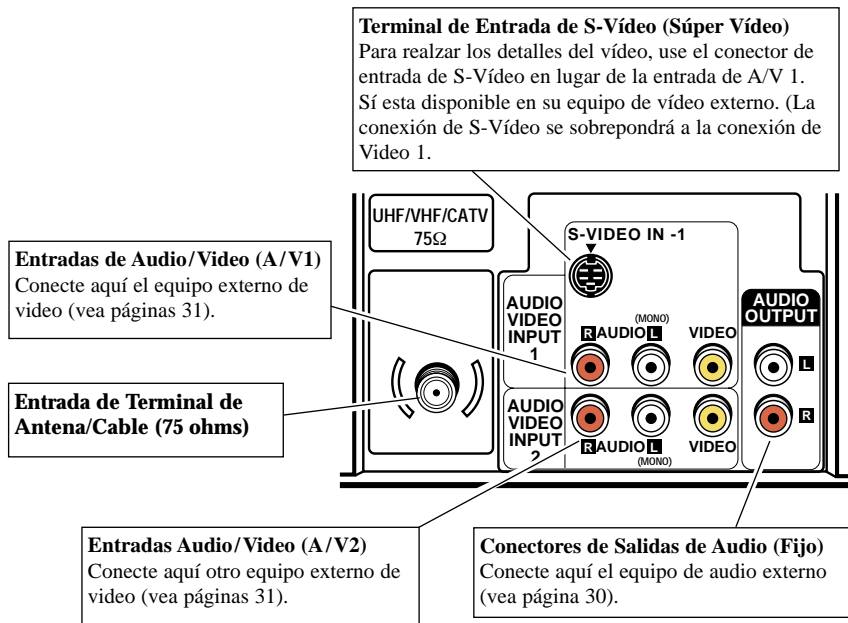 Terminal de Entrada de S-Vídeo (Súper Vídeo)
Para realzar los detalles del vídeo, use el conector de
entrada de S-Vídeo en lugar de la entrada de A/V 1.
Sí esta disponible en su equipo de vídeo externo. (La
conexión de S-Vídeo se sobrepondrá a la conexión de
Video 1.
UHF/VHF/CATV
75Ω
Entradas de Audio/Video (A/V1)
Conecte aquí el equipo externo de
video (vea páginas 31).
Entrada de Terminal de
Antena/Cable (75 ohms)
S-VIDEO IN -1
AUDIO
VIDEO
INPUT
1
(MONO)
R AUDIO L VIDEO
AUDIO
VIDEO
INPUT
2
R AUDIO L VIDEO
(MONO)
AUDIO
OUTPUT
L
R
Entradas Audio/Video (A/V2)
Conecte aquí otro equipo externo de
video (vea páginas 31).
Conectores de Salidas de Audio (Fijo)
Conecte aquí el equipo de audio externo
(vea página 30).